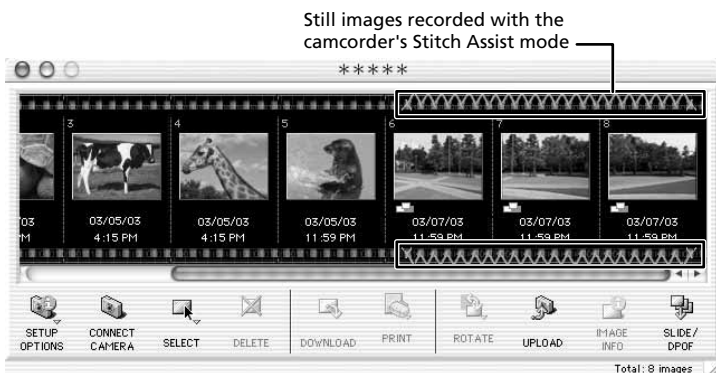 Still images recorded with the
camcorder's Stitch Assist mode
*****
3 4 5 6 7 8
03/05/03 03/05/03 03/05/03 03/07/03 03/07/03 03/07/03
4:15 PM 4:15 PM 11:59 PM 11:59 PM 11:59 PM 11:59 PM
SETUP OPTIONS
CONNECT CAMERA
SELECT
DELETE
DOWNLOAD
PRINT
ROTATE
UPLOAD
IMAGE INFO
SLIDE/ DPOF
Total: 8 images